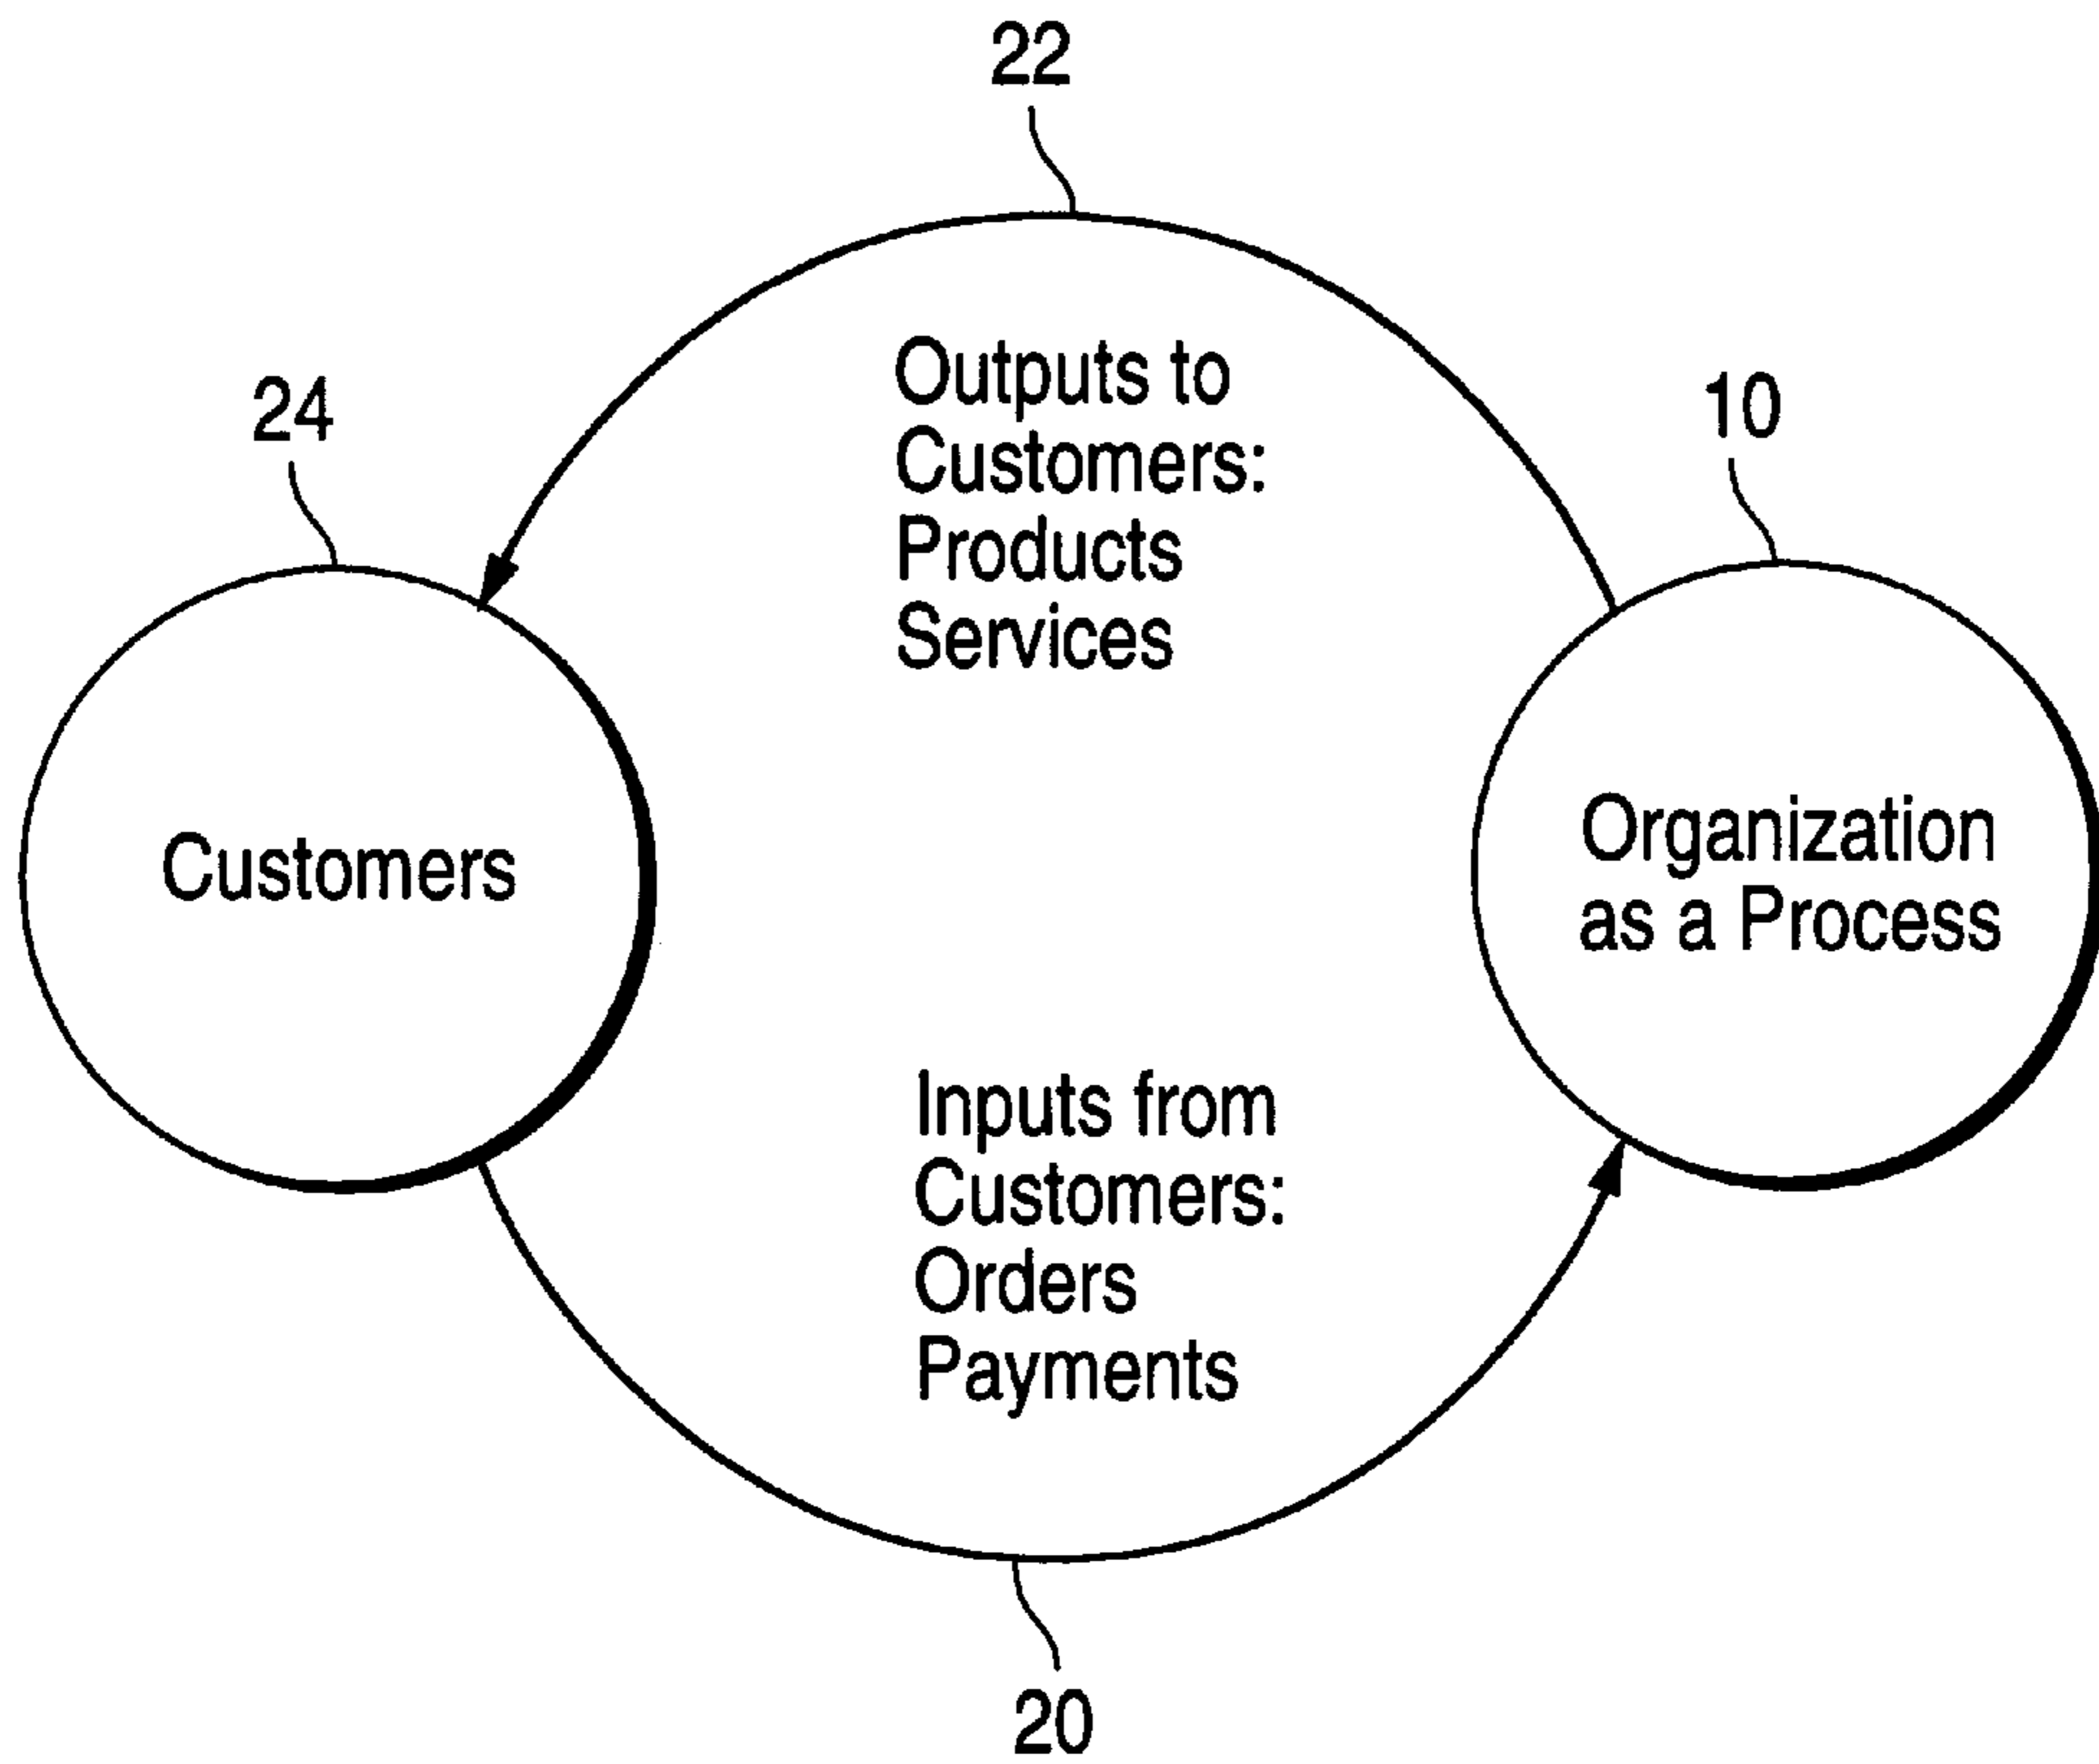 22
Outputs to
Customers:
Products
Services
24
10
Customers
Organization
as a Process
Inputs from
Customers:
Orders
Payments
20